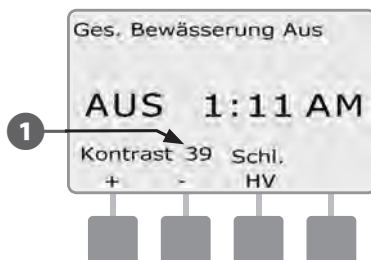 Ges. Bewässerung Aus
AUS 1:11 AM
1
Kontrast 39 Schl.
+ - HV